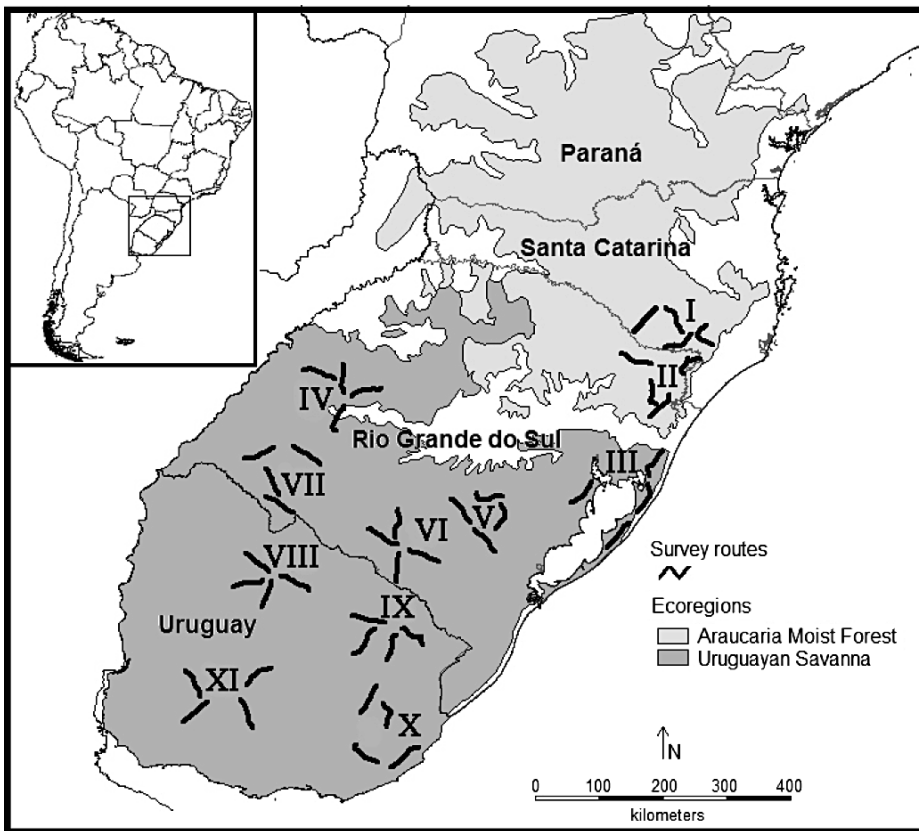 Paraná
Santa Catarina
I
II
IV
Rio Grande do Sul
III
VII
V
VI
VIII
Survey routes
IX
Ecoregions
Uruguay
Araucaria Moist Forest
Uruguayan Savanna
XI
X
N
0 100 200 300 400
kilometers